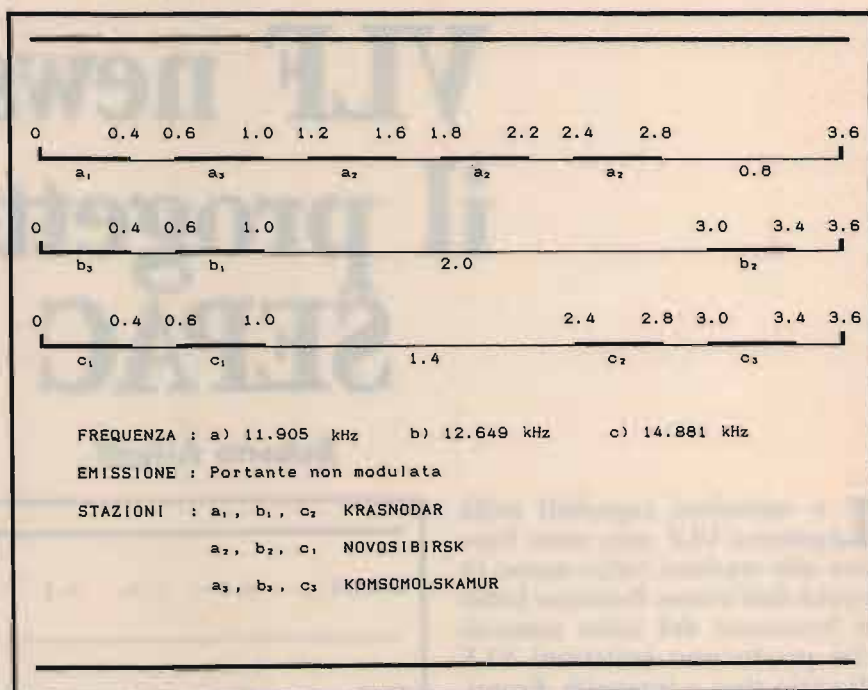 VLF news
il progett
SEPAC
0 0.4 0.6 1.0 1.2 1.6 1.8 2.2 2.4 2.8 3.6
a₁ a₃ a₂ a₂ a₂ 0.8
0 0.4 0.6 1.0 3.0 3.4 3.6
b₃ b₁ 2.0 b₂
0 0.4 0.6 1.0 2.4 2.8 3.0 3.4 3.6
c₁ c₁ 1.4 c₂ c₃
FREQUENZA : a) 11.905 kHz b) 12.649 kHz c) 14.881 kHz
EMISSIONE : Portante non modulata
STAZIONI : a₁, b₁, c₂ KRASNODAR
a₂, b₂, c₁ NOVOSIBIRSK
a₃, b₃, c₃ KOMSOMOLSKAMUR